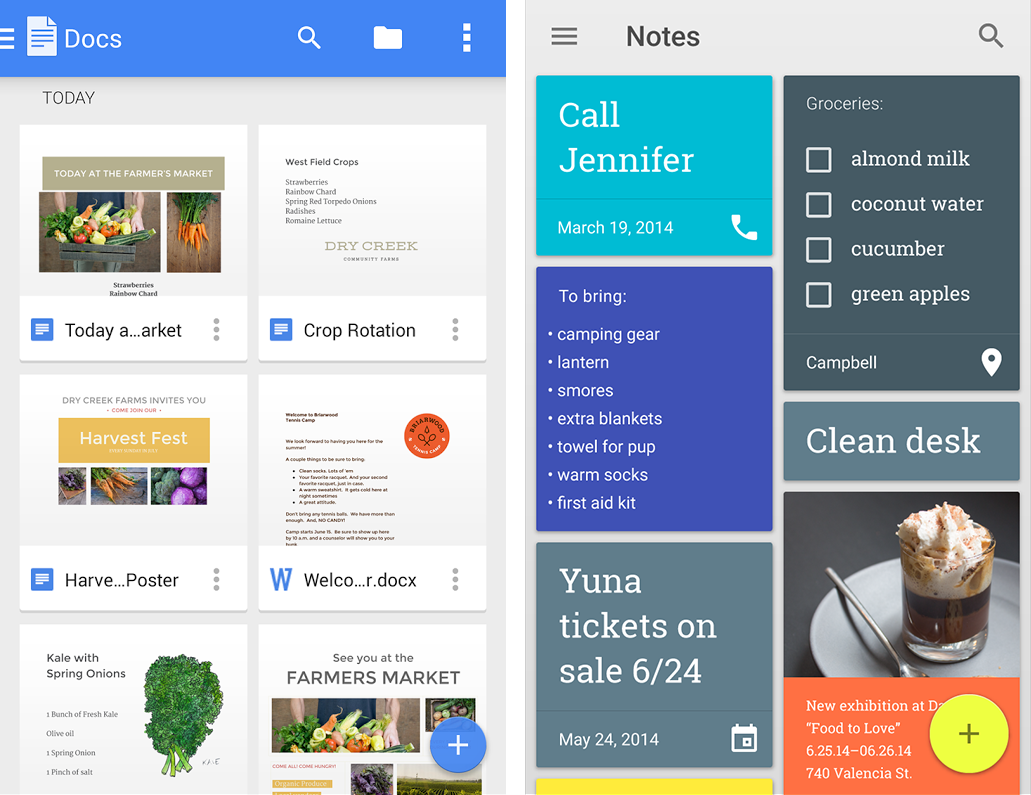 Docs
TODAY
TODAY AT THE FARMER'S MARKET
Strawberries
Rainbow Chard
Today a...arket
West Field Crops
Strawberries
Rainbow Chard
Spring Red Torpedo Onions
Radishes
Romaine Lettuce
DRY CREEK
COMMUNITY FARMS
Crop Rotation
DRY CREEK FARMS INVITES YOU
• COME JOIN OUR •
Harvest Fest
Harve...Poster
Welcome to Briarwood
Tennis Camp
BRIARWOOD
TENNIS CAMP
We look forward to having you here for the
summer!
A couple things to be sure to bring.
• Clean socks. Lots of 'em
• Your favorite racquet. And your second
favorite racquet, just in case.
• A warm sweatshirt. It gets cold here at
night sometimes
• A great attitude.
Don't bring any tennis balls. We have more than
enough. And, NO CANDY!
Camp starts June 15. Be sure to show up here
by 10 a.m. and a counselor will show you to your
bunk.
W
Welco...r.docx
Kale with
Spring Onions
1 Bunch of Fresh Kale
Olive oil
1 Spring Onion
1 Pinch of salt
KALE
See you at the
FARMERS MARKET
COME ALL! COME HUNGRY!
Organic Produce
Notes
Call
Jennifer
March 19, 2014
To bring:
• camping gear
• lantern
• smores
• extra blankets
• towel for pup
• warm socks
• first aid kit
Yuna
tickets on
sale 6/24
May 24, 2014
Groceries:
almond milk
coconut water
cucumber
green apples
Campbell
Clean desk
New exhibition at
"Food to Love"
6.25.14–06.26.14
740 Valencia St.